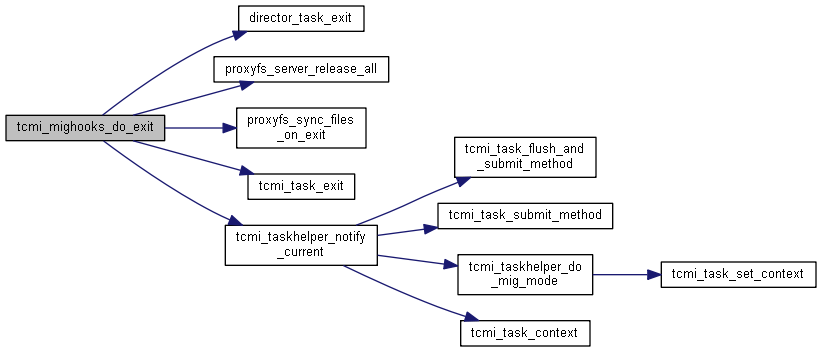 director_task_exit
proxyfs_server_release_all
tcmi_mighooks_do_exit
proxyfs_sync_files
_on_exit
tcmi_task_exit
tcmi_taskhelper_notify
_current
tcmi_task_flush_and
_submit_method
tcmi_task_submit_method
tcmi_taskhelper_do
_mig_mode
tcmi_task_set_context
tcmi_task_context